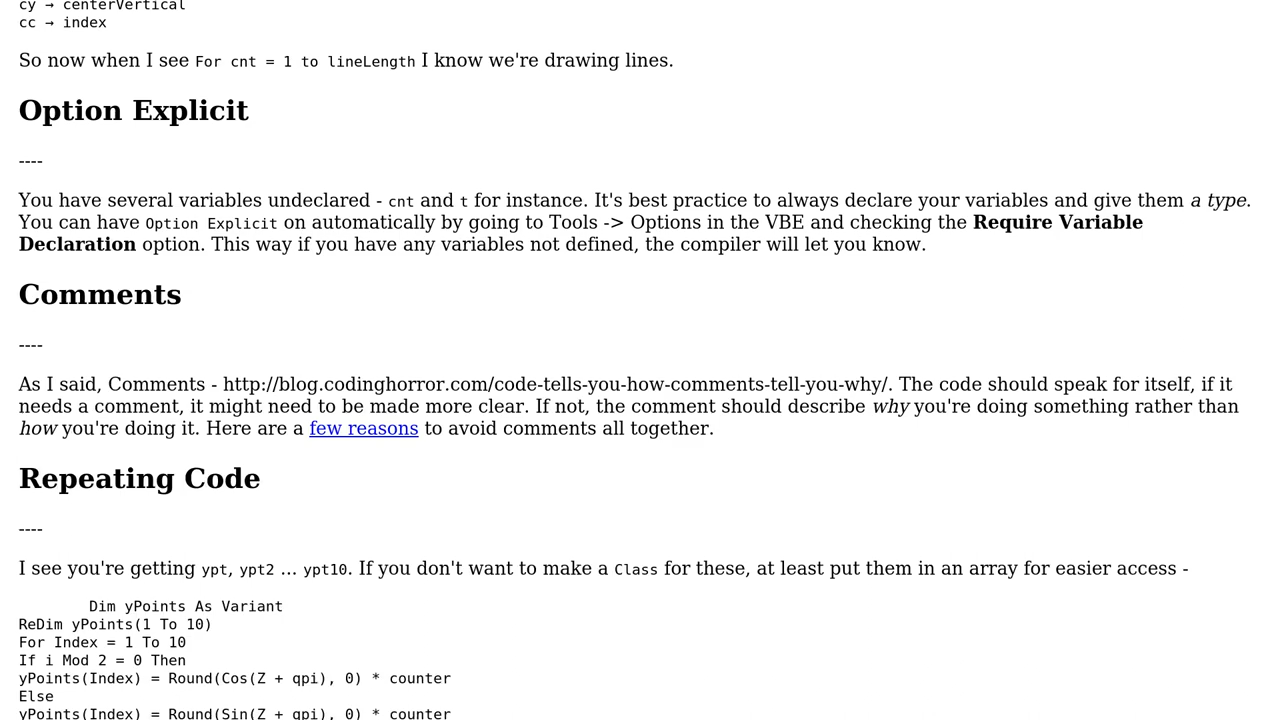 cy → centerVertical
cc → index
So now when I see For cnt = 1 to lineLength I know we're drawing lines.
Option Explicit
----
You have several variables undeclared - cnt and t for instance. It's best practice to always declare your variables and give them a type.
You can have Option Explicit on automatically by going to Tools -> Options in the VBE and checking the Require Variable
Declaration option. This way if you have any variables not defined, the compiler will let you know.
Comments
----
As I said, Comments - http://blog.codinghorror.com/code-tells-you-how-comments-tell-you-why/. The code should speak for itself, if it
needs a comment, it might need to be made more clear. If not, the comment should describe why you're doing something rather than
how you're doing it. Here are a few reasons to avoid comments all together.
Repeating Code
----
I see you're getting ypt, ypt2 ... ypt10. If you don't want to make a Class for these, at least put them in an array for easier access -
Dim yPoints As Variant
ReDim yPoints(1 To 10)
For Index = 1 To 10
If i Mod 2 = 0 Then
yPoints(Index) = Round(Cos(Z + qpi), 0) * counter
Else
yPoints(Index) = Round(Sin(Z + qpi), 0) * counter